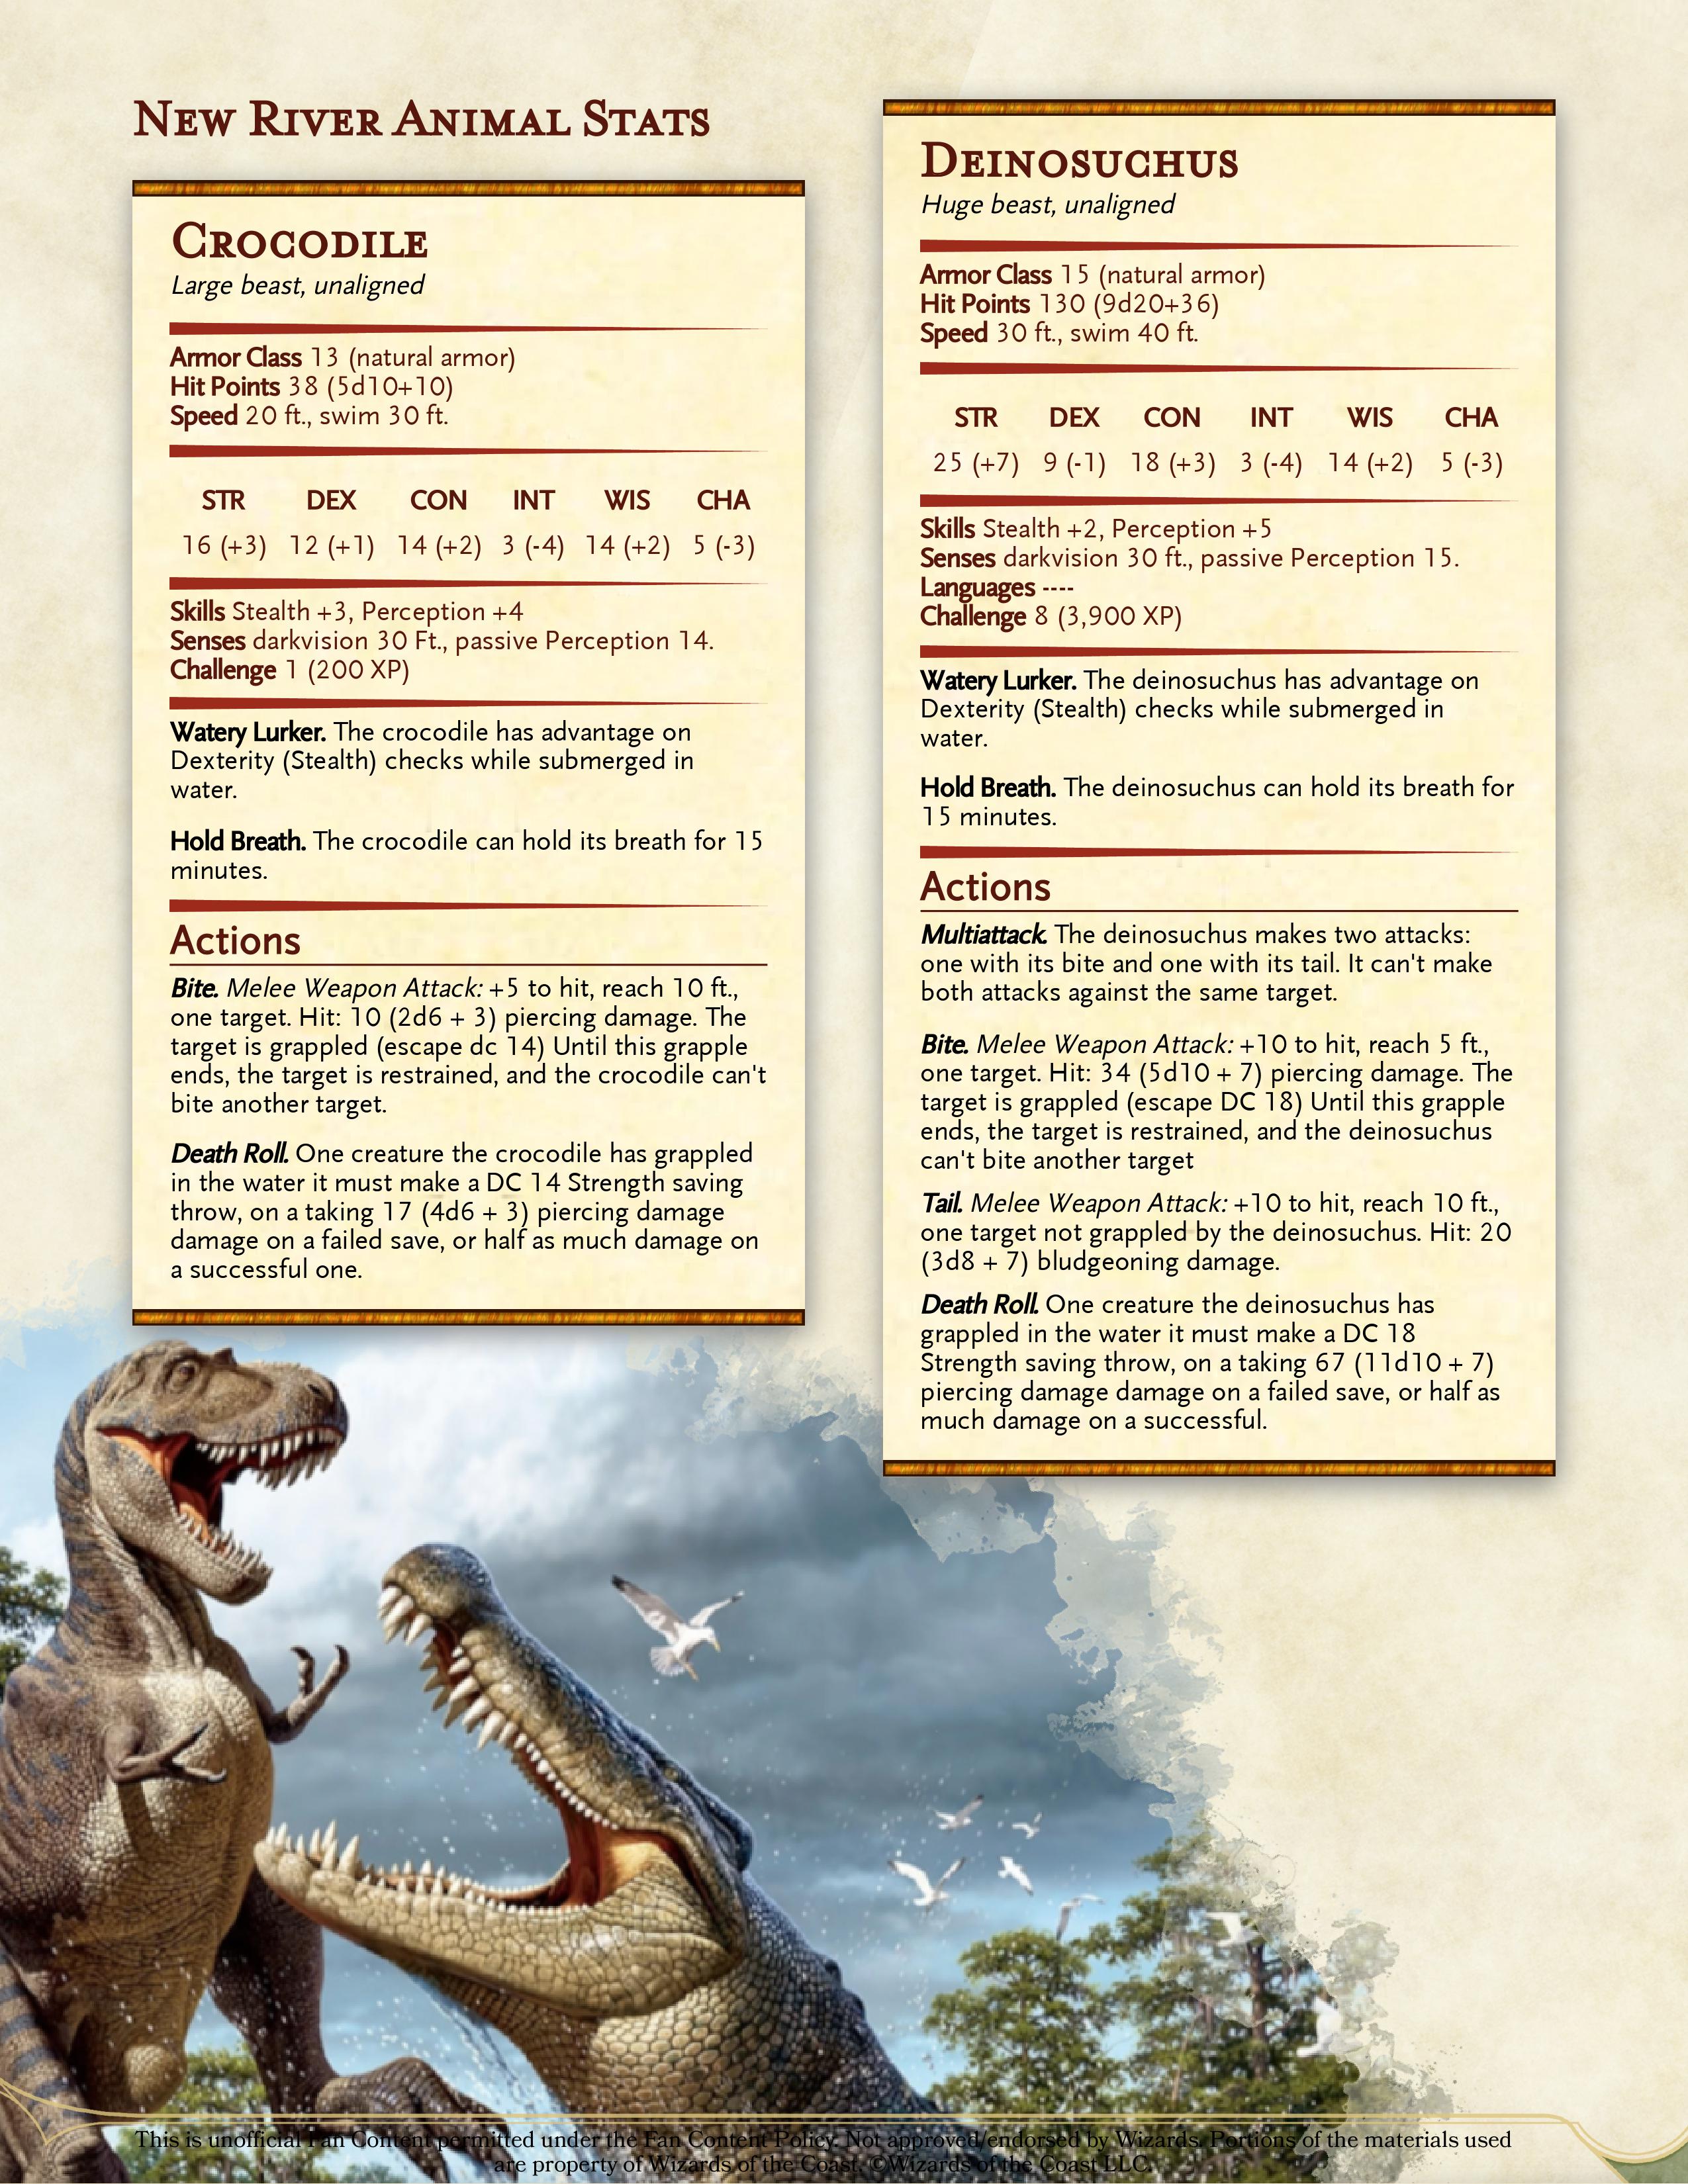 New River Animal Stats
Crocodile
Large beast, unaligned
Armor Class 13 (natural armor)
Hit Points 38 (5d10+10)
Speed 20 ft., swim 30 ft.
STR DEX CON INT WIS CHA
16 (+3) 12 (+1) 14 (+2) 3 (-4) 14 (+2) 5 (-3)
Skills Stealth +3, Perception +4
Senses darkvision 30 Ft., passive Perception 14.
Challenge 1 (200 XP)
Watery Lurker. The crocodile has advantage on
Dexterity (Stealth) checks while submerged in
water.
Hold Breath. The crocodile can hold its breath for 15
minutes.
Actions
Bite. Melee Weapon Attack: +5 to hit, reach 10 ft.,
one target. Hit: 10 (2d6 + 3) piercing damage. The
target is grappled (escape dc 14) Until this grapple
ends, the target is restrained, and the crocodile can't
bite another target.
Death Roll. One creature the crocodile has grappled
in the water it must make a DC 14 Strength saving
throw, on a taking 17 (4d6 + 3) piercing damage
damage on a failed save, or half as much damage on
a successful one.
Deinosuchus
Huge beast, unaligned
Armor Class 15 (natural armor)
Hit Points 130 (9d20+36)
Speed 30 ft., swim 40 ft.
STR DEX CON INT WIS CHA
25 (+7) 9 (-1) 18 (+3) 3 (-4) 14 (+2) 5 (-3)
Skills Stealth +2, Perception +5
Senses darkvision 30 ft., passive Perception 15.
Languages ----
Challenge 8 (3,900 XP)
Watery Lurker. The deinosuchus has advantage on
Dexterity (Stealth) checks while submerged in
water.
Hold Breath. The deinosuchus can hold its breath for
15 minutes.
Actions
Multiattack. The deinosuchus makes two attacks:
one with its bite and one with its tail. It can't make
both attacks against the same target.
Bite. Melee Weapon Attack: +10 to hit, reach 5 ft.,
one target. Hit: 34 (5d10 + 7) piercing damage. The
target is grappled (escape DC 18) Until this grapple
ends, the target is restrained, and the deinosuchus
can't bite another target
Tail. Melee Weapon Attack: +10 to hit, reach 10 ft.,
one target not grappled by the deinosuchus. Hit: 20
(3d8 + 7) bludgeoning damage.
Death Roll. One creature the deinosuchus has
grappled in the water it must make a DC 18
Strength saving throw, on a taking 67 (11d10 + 7)
piercing damage damage on a failed save, or half as
much damage on a successful.
This is unofficial Fan Content permitted under the Fan Content Policy. Not approved/endorsed by Wizards. Portions of the materials used
are property of Wizards of the Coast. ©Wizards of the Coast LLC.